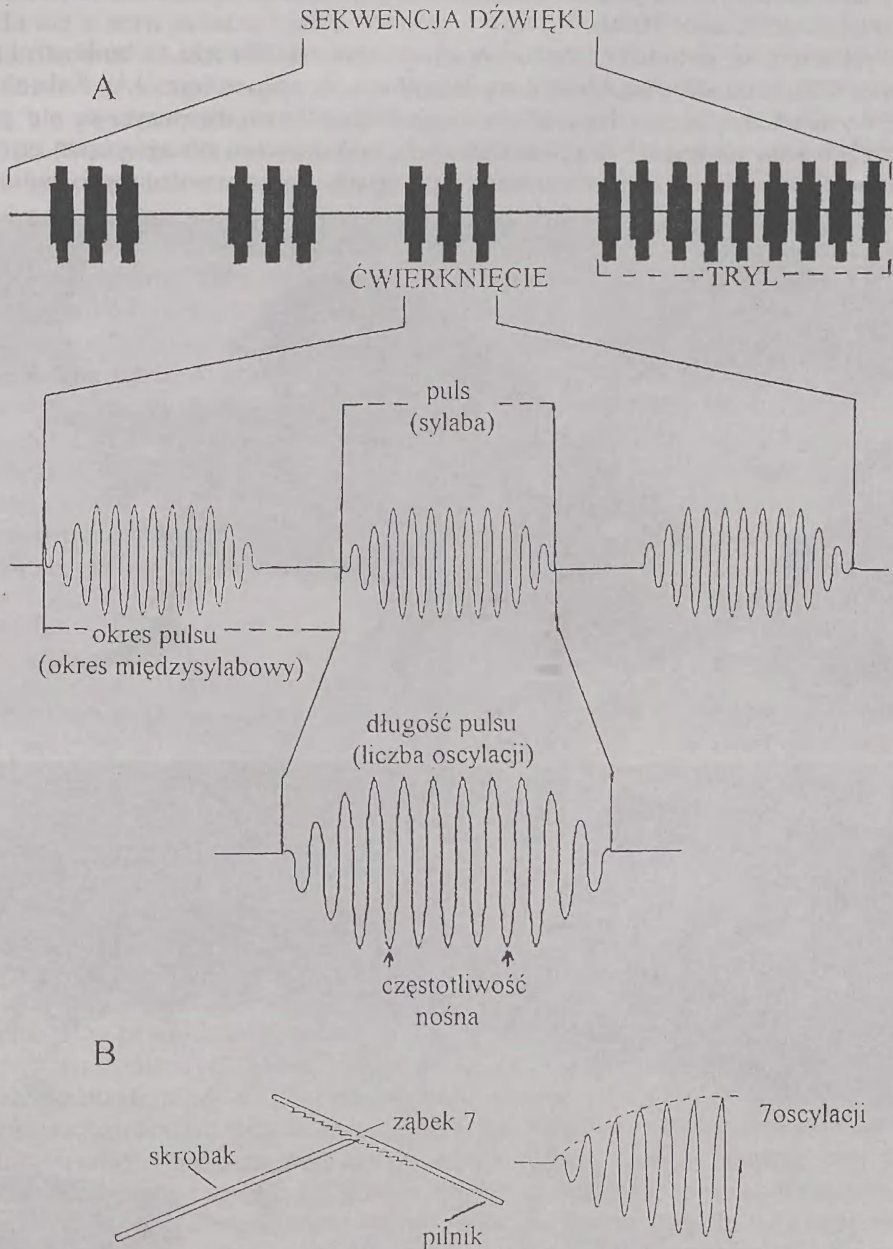 SEKWENCJA DŹWIĘKU
A
ĆWIERKNIĘCIE
TRYL
puls
(sylaba)
okres pulsu
(okres międzysylabowy)
długość pulsu
(liczba oscylacji)
częstotliwość
nośna
B
ząbek 7
7oscylacji
skrobak
pilnik